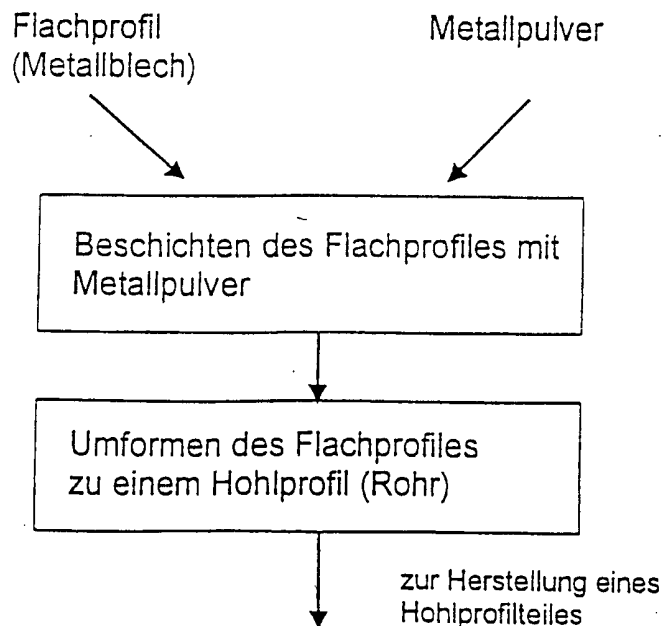 Flachprofil
(Metallblech)
Metallpulver
Beschichten des Flachprofiles mit
Metallpulver
Umformen des Flachprofiles
zu einem Hohlprofil (Rohr)
zur Herstellung eines
Hohlprofilteiles